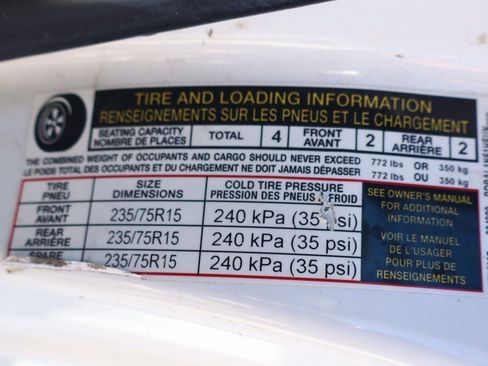 TIRE AND LOADING INFORMATION
RENSEIGNEMENTS SUR LES PNEUS ET LE CHARGEMENT
SEATING CAPACITY
NOMBRE DE PLACES
TOTAL 4
FRONT
AVANT 2
REAR
ARRIÈRE 2
THE COMBINED WEIGHT OF OCCUPANTS AND CARGO SHOULD NEVER EXCEED 772 lbs OR 350 kg
LE POIDS TOTAL DES OCCUPANTS ET DU CHARGEMENT NE DOIT JAMAIS DÉPASSER 772 lbs OU 350 kg
TIRE
PNEU
SIZE
DIMENSIONS
COLD TIRE PRESSURE
PRESSION DES PNEUS À FROID
FRONT
AVANT
235/75R15
240 kPa (35 psi)
REAR
ARRIÈRE
235/75R15
240 kPa (35 psi)
SPARE
235/75R15
240 kPa (35 psi)
SEE OWNER'S MANUAL
FOR ADDITIONAL
INFORMATION
VOIR LE MANUEL
DE L'USAGER
POUR PLUS DE
RENSEIGNEMENTS